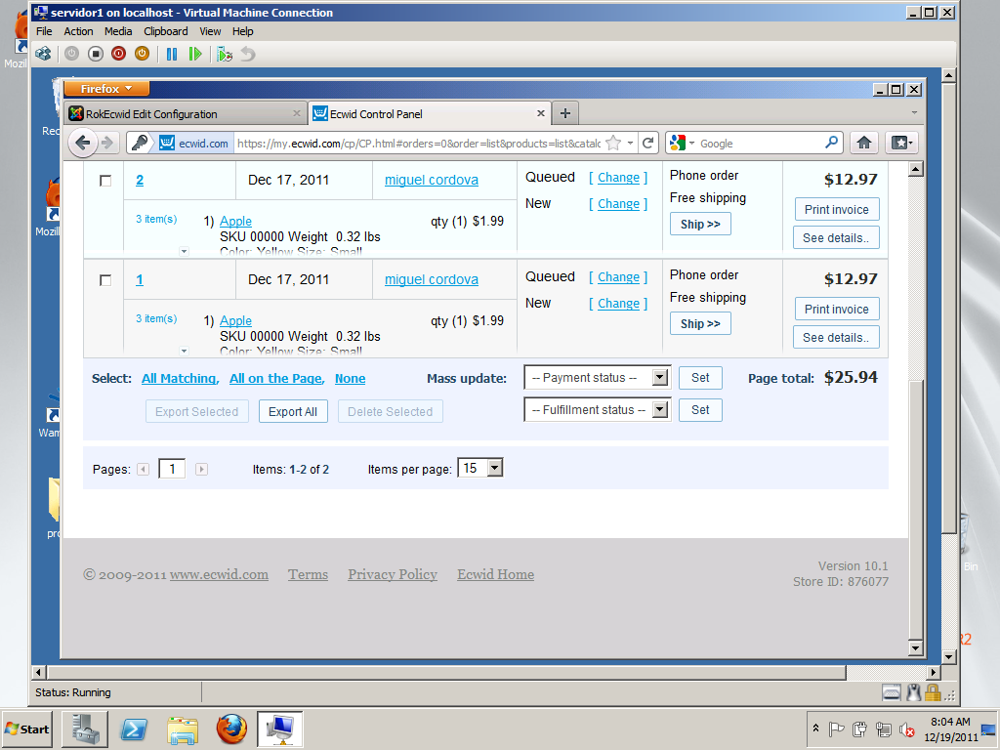 servidor1 on localhost - Virtual Machine Connection
File Action Media Clipboard View Help
Mozil
Firefox
RokEcwid Edit Configuration
Ecwid Control Panel
ecwid.com https://my.ecwid.com/cp/CP.html#orders=0&order=list&products=list&catalc
Google
Rec
2 Dec 17, 2011 miguel cordova
Queued [ Change ]
New [ Change ]
Phone order
Free shipping
Ship >>
$12.97
Print invoice
See details..
3 item(s) 1) Apple qty (1) $1.99
SKU 00000 Weight 0.32 lbs
Color: Yellow Size: Small
Mozil
1 Dec 17, 2011 miguel cordova
Queued [ Change ]
New [ Change ]
Phone order
Free shipping
Ship >>
$12.97
Print invoice
See details..
3 item(s) 1) Apple qty (1) $1.99
SKU 00000 Weight 0.32 lbs
Color: Yellow Size: Small
Select: All Matching, All on the Page, None Mass update: -- Payment status -- Set Page total: $25.94
Export Selected Export All Delete Selected -- Fulfillment status -- Set
Wam
Pages: 1 Items: 1-2 of 2 Items per page: 15
pro
© 2009-2011 www.ecwid.com Terms Privacy Policy Ecwid Home
Version 10.1
Store ID: 876077
Bin
R2
Status: Running
Start
8:04 AM
12/19/2011